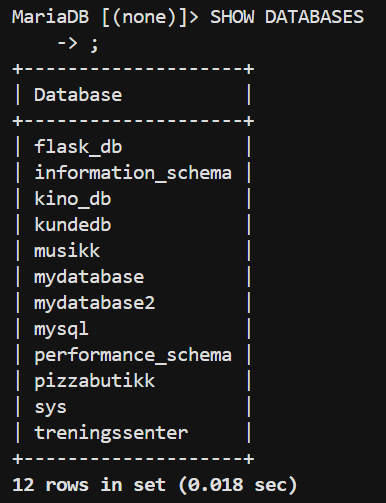 MariaDB [(none)]> SHOW DATABASES
    -> ;
+--------------------+
| Database           |
+--------------------+
| flask_db           |
| information_schema |
| kino_db            |
| kundedb            |
| musikk             |
| mydatabase         |
| mydatabase2        |
| mysql              |
| performance_schema |
| pizzabutikk        |
| sys                |
| treningssenter     |
+--------------------+
12 rows in set (0.018 sec)